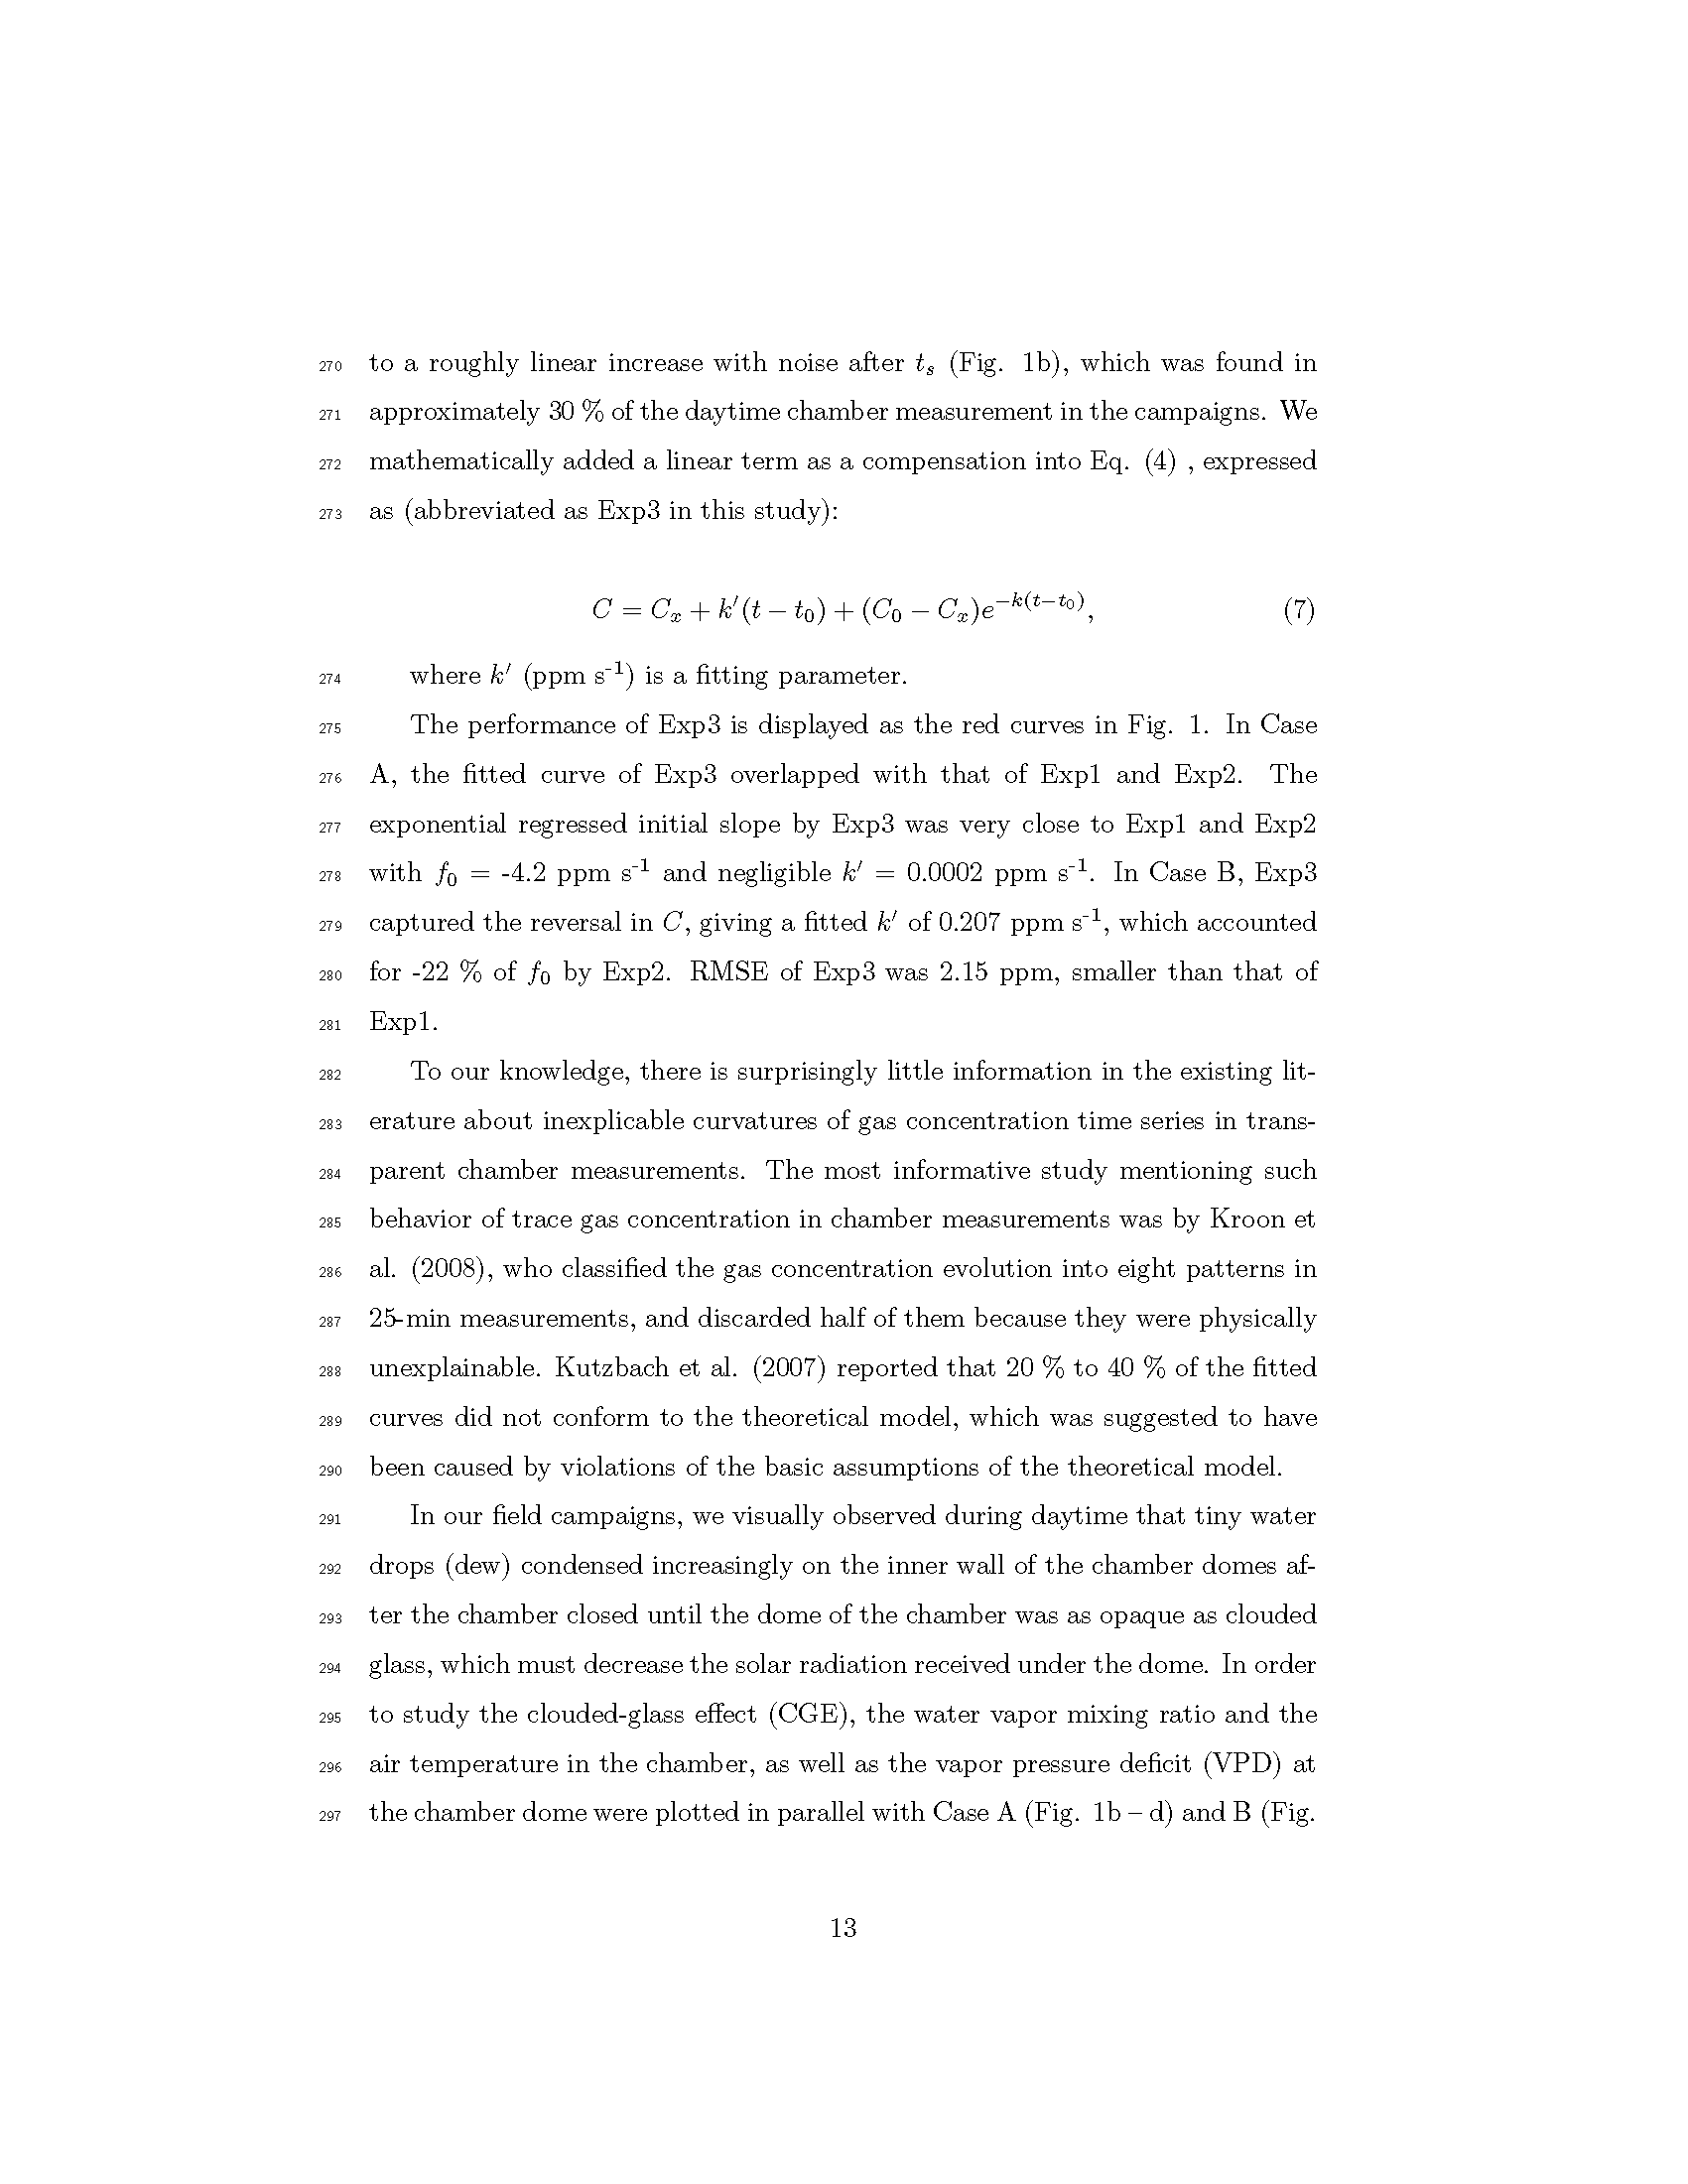 270 to a roughly linear increase with noise after tₛ (Fig. 1b), which was found in
271 approximately 30 % of the daytime chamber measurement in the campaigns. We
272 mathematically added a linear term as a compensation into Eq. (4) , expressed
273 as (abbreviated as Exp3 in this study):
C = Cₓ + k′(t − t₀) + (C₀ − Cₓ)e^{−k(t−t₀)}, (7)
274 where k′ (ppm s⁻¹) is a fitting parameter.
275 The performance of Exp3 is displayed as the red curves in Fig. 1. In Case
276 A, the fitted curve of Exp3 overlapped with that of Exp1 and Exp2. The
277 exponential regressed initial slope by Exp3 was very close to Exp1 and Exp2
278 with f₀ = -4.2 ppm s⁻¹ and negligible k′ = 0.0002 ppm s⁻¹. In Case B, Exp3
279 captured the reversal in C, giving a fitted k′ of 0.207 ppm s⁻¹, which accounted
280 for -22 % of f₀ by Exp2. RMSE of Exp3 was 2.15 ppm, smaller than that of
281 Exp1.
282 To our knowledge, there is surprisingly little information in the existing lit-
283 erature about inexplicable curvatures of gas concentration time series in trans-
284 parent chamber measurements. The most informative study mentioning such
285 behavior of trace gas concentration in chamber measurements was by Kroon et
286 al. (2008), who classified the gas concentration evolution into eight patterns in
287 25-min measurements, and discarded half of them because they were physically
288 unexplainable. Kutzbach et al. (2007) reported that 20 % to 40 % of the fitted
289 curves did not conform to the theoretical model, which was suggested to have
290 been caused by violations of the basic assumptions of the theoretical model.
291 In our field campaigns, we visually observed during daytime that tiny water
292 drops (dew) condensed increasingly on the inner wall of the chamber domes af-
293 ter the chamber closed until the dome of the chamber was as opaque as clouded
294 glass, which must decrease the solar radiation received under the dome. In order
295 to study the clouded-glass effect (CGE), the water vapor mixing ratio and the
296 air temperature in the chamber, as well as the vapor pressure deficit (VPD) at
297 the chamber dome were plotted in parallel with Case A (Fig. 1b – d) and B (Fig.
13